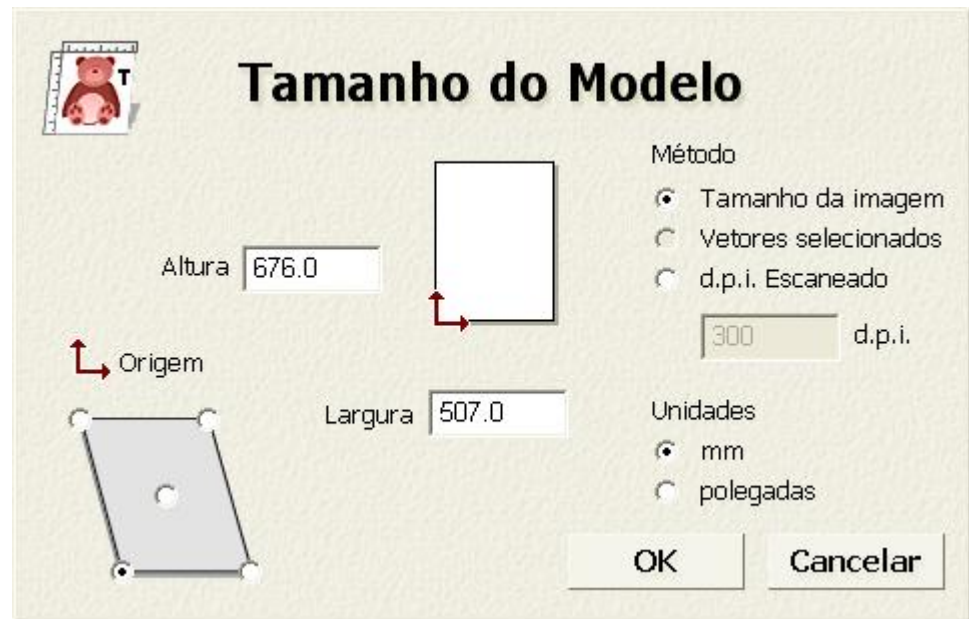 T
Tamanho do Modelo
Método
Tamanho da imagem
Vetores selecionados
d.p.i. Escaneado
300 d.p.i.
Altura 676.0
Origem
Largura 507.0
Unidades
mm
polegadas
OK Cancelar